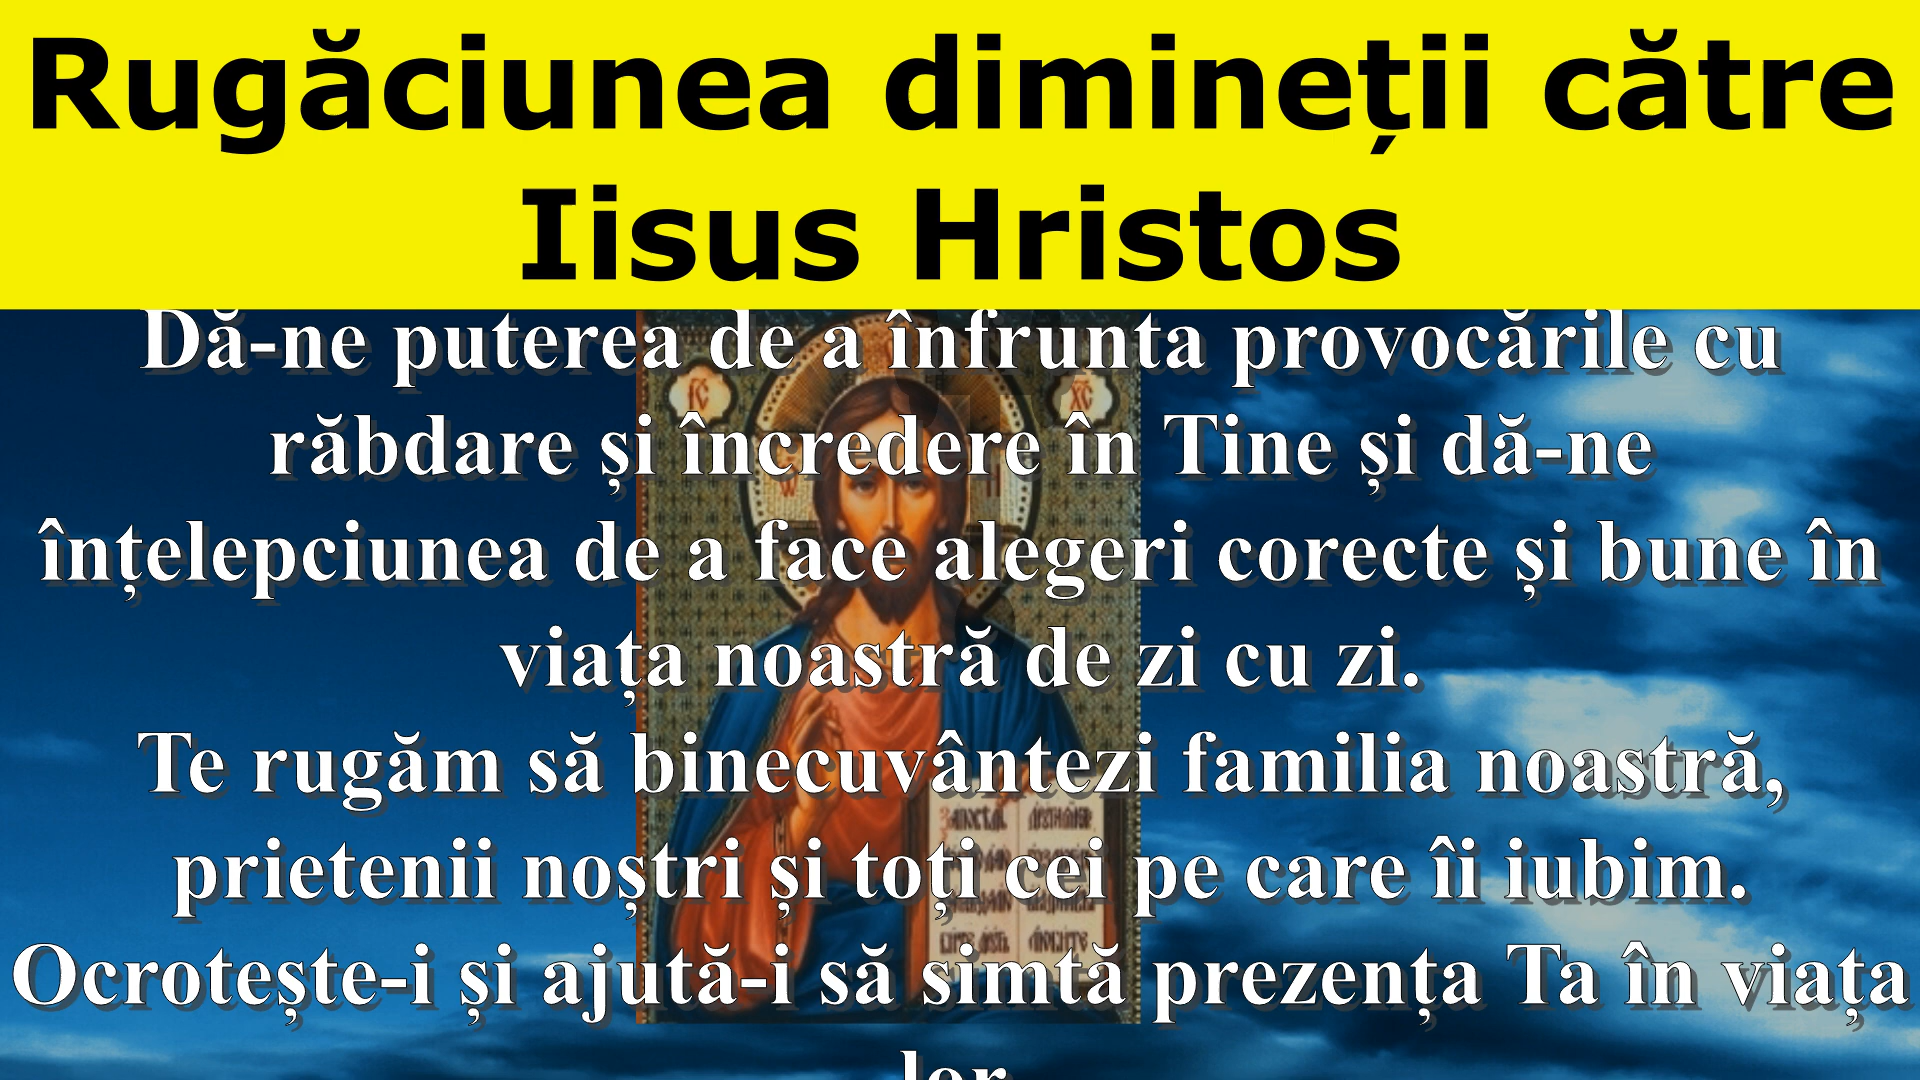 Rugăciunea dimineții către
Iisus Hristos
Dă-ne puterea de a înfrunta provocările cu
răbdare și încredere în Tine și dă-ne
înțelepciunea de a face alegeri corecte și bune în
viața noastră de zi cu zi.
Te rugăm să binecuvântezi familia noastră,
prietenii noștri și toți cei pe care îi iubim.
Ocrotește-i și ajută-i să simtă prezența Ta în viața
lor